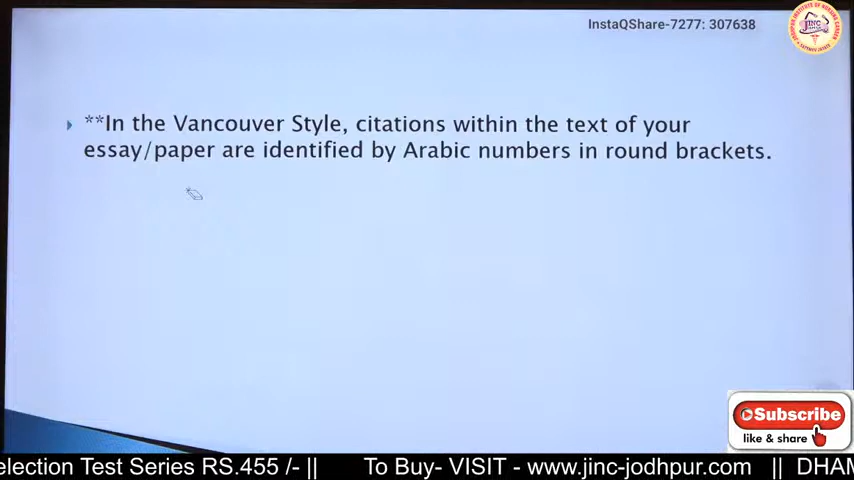 InstaQShare-7277: 307638
JINC
**In the Vancouver Style, citations within the text of your
essay/paper are identified by Arabic numbers in round brackets.
Subscribe
like & share
election Test Series RS.455 /- || To Buy- VISIT - www.jinc-jodhpur.com || DHAM